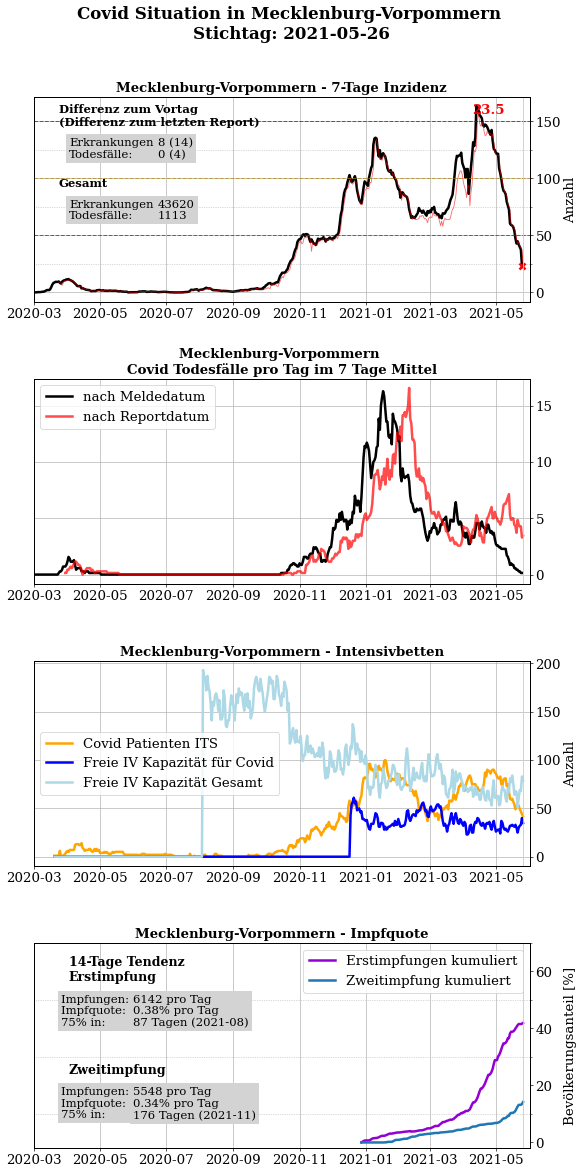 Covid Situation in Mecklenburg-Vorpommern
Stichtag: 2021-05-26
Mecklenburg-Vorpommern - 7-Tage Inzidenz
Differenz zum Vortag
(Differenz zum letzten Report)
Erkrankungen 8 (14)
Todesfälle: 0 (4)
Gesamt
Erkrankungen 43620
Todesfälle: 1113
23.5
150
100
50
0
Anzahl
2020-03 2020-05 2020-07 2020-09 2020-11 2021-01 2021-03 2021-05
Mecklenburg-Vorpommern
Covid Todesfälle pro Tag im 7 Tage Mittel
nach Meldedatum
nach Reportdatum
15
10
5
0
2020-03 2020-05 2020-07 2020-09 2020-11 2021-01 2021-03 2021-05
Mecklenburg-Vorpommern - Intensivbetten
Covid Patienten ITS
Freie IV Kapazität für Covid
Freie IV Kapazität Gesamt
200
150
100
50
0
Anzahl
2020-03 2020-05 2020-07 2020-09 2020-11 2021-01 2021-03 2021-05
Mecklenburg-Vorpommern - Impfquote
14-Tage Tendenz
Erstimpfung
Impfungen: 6142 pro Tag
Impfquote: 0.38% pro Tag
75% in: 87 Tagen (2021-08)
Zweitimpfung
Impfungen: 5548 pro Tag
Impfquote: 0.34% pro Tag
75% in: 176 Tagen (2021-11)
Erstimpfungen kumuliert
Zweitimpfung kumuliert
60
40
20
0
Bevölkerungsanteil [%]
2020-03 2020-05 2020-07 2020-09 2020-11 2021-01 2021-03 2021-05